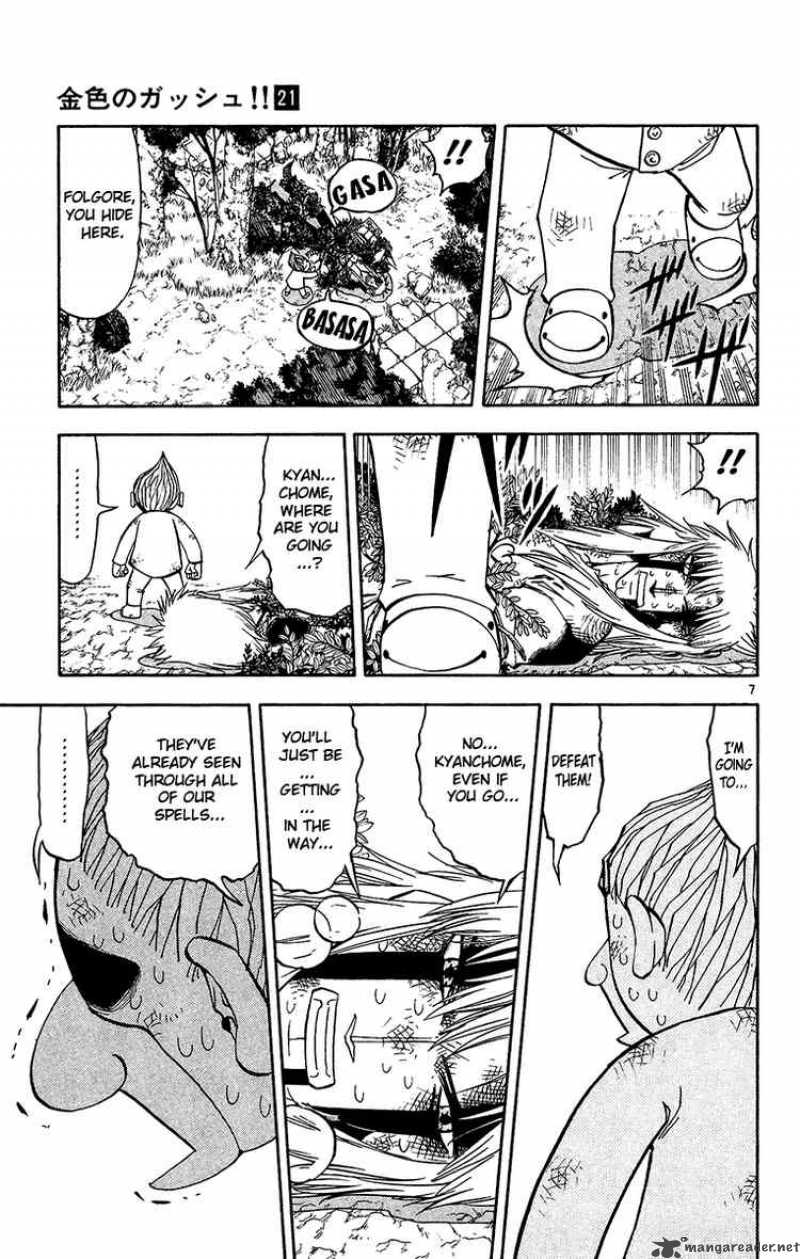 金色のガッシュ!! 21
!!
GASA
BASASA
FOLGORE,
YOU HIDE
HERE.
!!
KYAN...
CHOME,
WHERE
ARE YOU
GOING
...?
.........
7
I'M
GOING
TO...
DEFEAT
THEM!
NO...
KYANCHOME,
EVEN IF
YOU GO...
YOU'LL
JUST BE
...
GETTING
...
IN THE
WAY...
THEY'VE
ALREADY SEEN
THROUGH ALL
OF OUR
SPELLS...
.........
mangareader.net